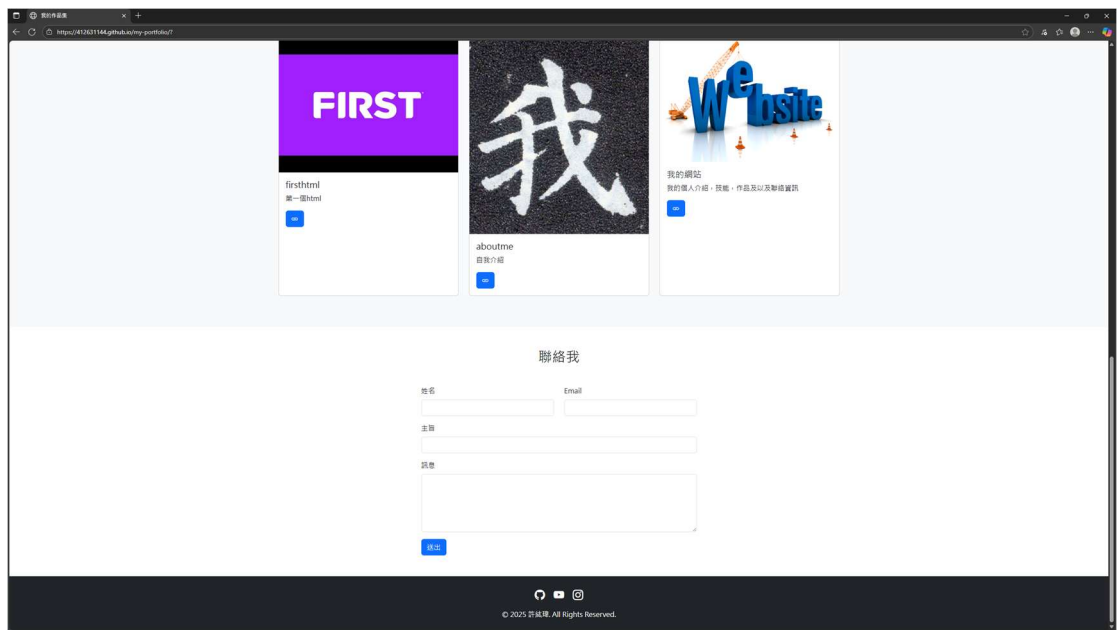 我的作品集
https://412631144.github.io/my-portfolio/?
FIRST
我
Website
firsthtml
第一個html
aboutme
自我介紹
我的網站
我的個人介紹，技能，作品及以及聯絡資訊
聯絡我
姓名
Email
主旨
訊息
送出
© 2025 許紘瑋. All Rights Reserved.